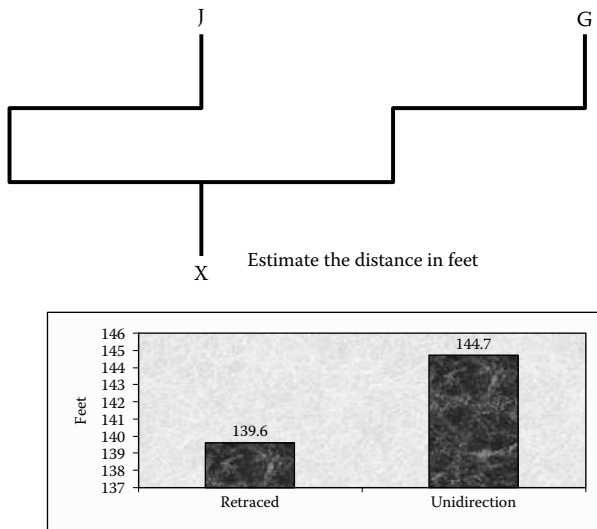 J G
X
Estimate the distance in feet
146
145
144
143
142
141
140
139
138
137
Feet
139.6
144.7
Retraced Unidirection